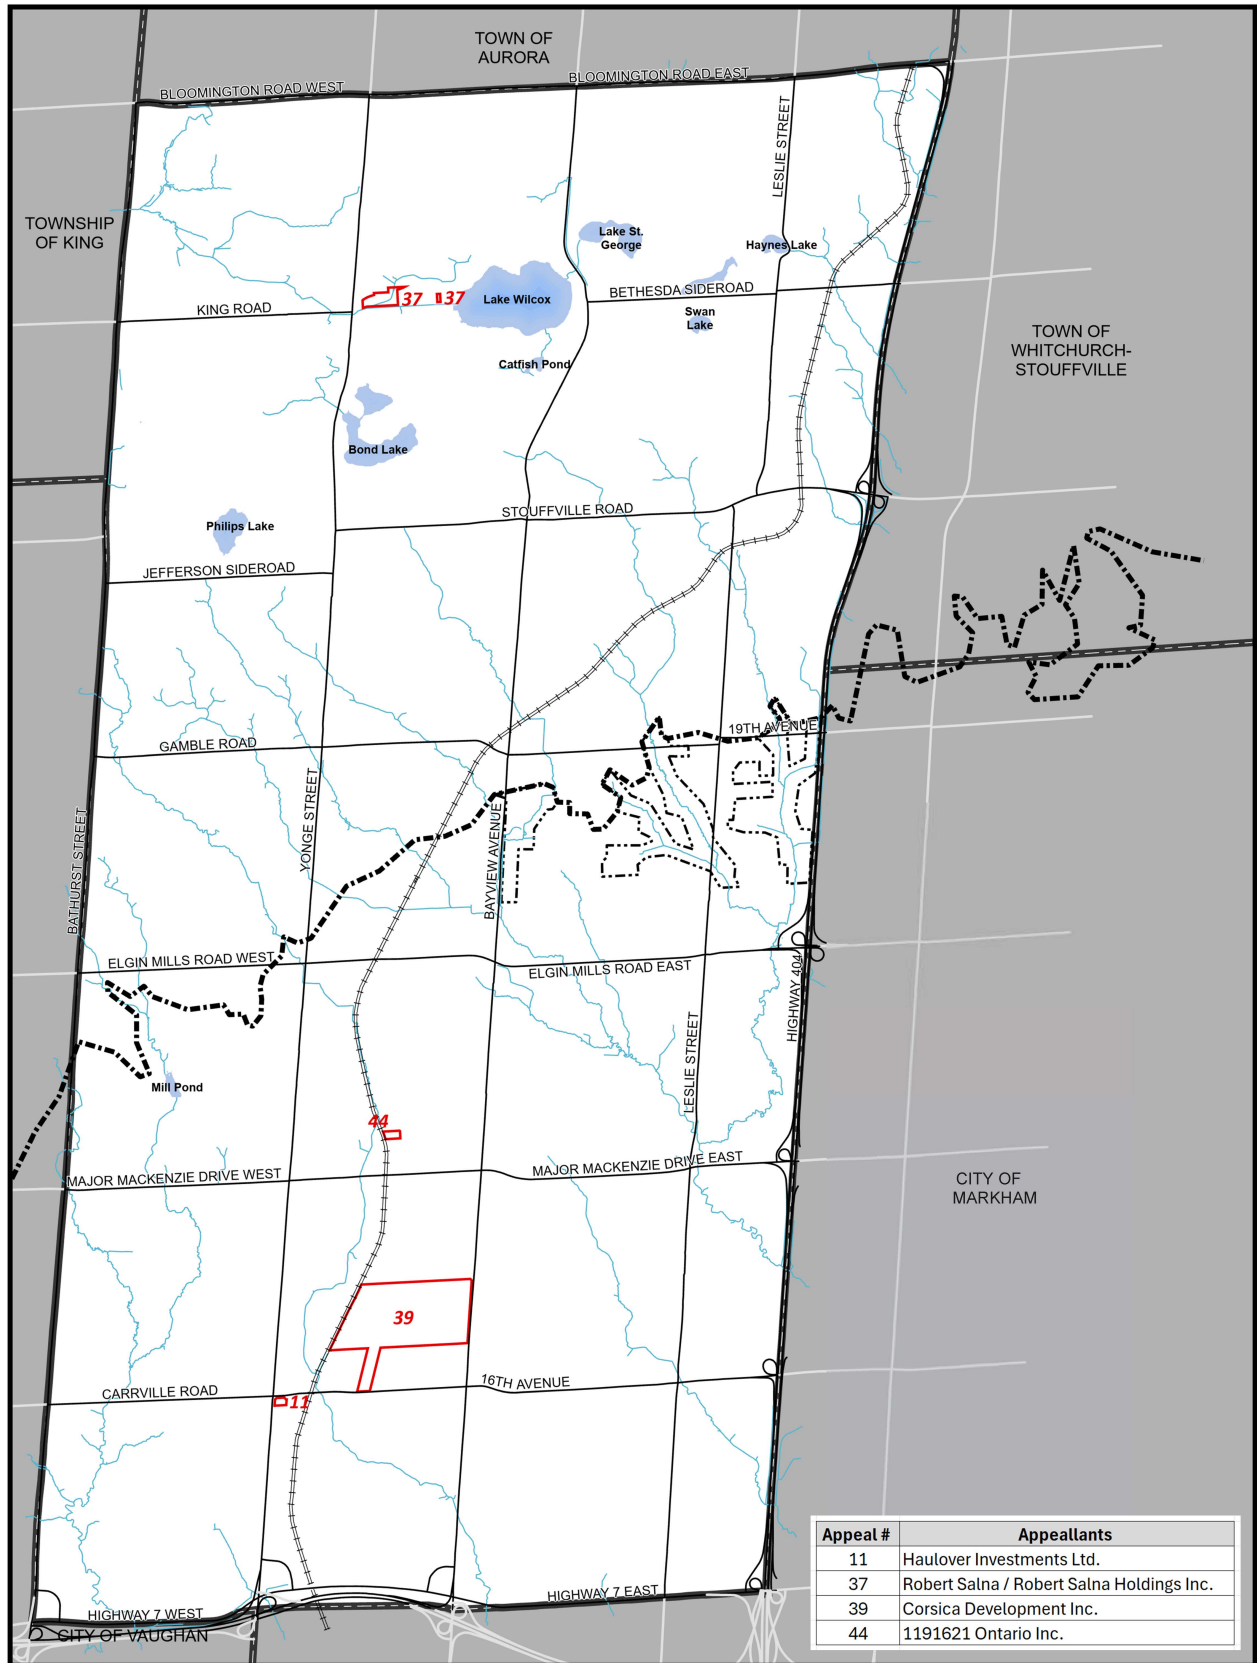 TOWN OF
AURORA
BLOOMINGTON ROAD WEST
BLOOMINGTON ROAD EAST
LESLIE STREET
TOWNSHIP
OF KING
Lake St.
George
Haynes Lake
KING ROAD
37
37
Lake Wilcox
BETHESDA SIDEROAD
Swan
Lake
TOWN OF
WHITCHURCH-
STOUFFVILLE
Catfish Pond
Bond Lake
STOUFFVILLE ROAD
Philips Lake
JEFFERSON SIDEROAD
19TH AVENUE
GAMBLE ROAD
YONGE STREET
BAYVIEW AVENUE
BATHURST STREET
ELGIN MILLS ROAD WEST
ELGIN MILLS ROAD EAST
HIGHWAY 404
LESLIE STREET
Mill Pond
44
MAJOR MACKENZIE DRIVE WEST
MAJOR MACKENZIE DRIVE EAST
CITY OF
MARKHAM
39
CARRVILLE ROAD
16TH AVENUE
11
HIGHWAY 7 WEST
HIGHWAY 7 EAST
CITY OF VAUGHAN
Appeal # Appeallants
11 Haulover Investments Ltd.
37 Robert Salna / Robert Salna Holdings Inc.
39 Corsica Development Inc.
44 1191621 Ontario Inc.